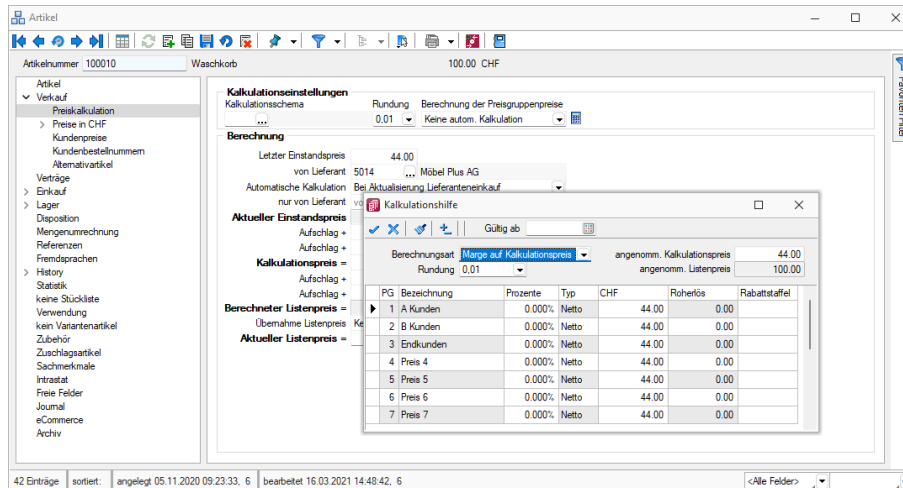 Artikel
Artikelnummer 100010 Waschkorb 100.00 CHF
Artikel
Verkauf
Preiskalkulation
Preise in CHF
Kundenpreise
Kundenbestellnummern
Alternativartikel
Verträge
Einkauf
Lager
Disposition
Mengenumrechnung
Referenzen
Fremdsprachen
History
Statistik
keine Stückliste
Verwendung
kein Variantenartikel
Zubehör
Zuschlagsartikel
Sachmerkmale
Intrastat
Freie Felder
Journal
eCommerce
Archiv
Kalkulationseinstellungen
Kalkulationsschema Rundung Berechnung der Preisgruppenpreise
... 0,01 Keine autom. Kalkulation
Berechnung
Letzter Einstandspreis 44.00
von Lieferant 5014 ... Möbel Plus AG
Automatische Kalkulation Bei Aktualisierung Lieferanteneinkauf
nur von Lieferant
Aktueller Einstandspreis
Aufschlag +
Aufschlag +
Kalkulationspreis =
Aufschlag +
Aufschlag +
Berechneter Listenpreis =
Übernahme Listenpreis Ke
Aktueller Listenpreis =
Kalkulationshilfe
Gültig ab
Berechnungsart Marge auf Kalkulationspreis angenomm. Kalkulationspreis 44.00
Rundung 0,01 angenomm. Listenpreis 100.00
PG Bezeichnung Prozente Typ CHF Roherlös Rabattstaffel
1 A Kunden 0.000% Netto 44.00 0.00
2 B Kunden 0.000% Netto 44.00 0.00
3 Endkunden 0.000% Netto 44.00 0.00
4 Preis 4 0.000% Netto 44.00 0.00
5 Preis 5 0.000% Netto 44.00 0.00
6 Preis 6 0.000% Netto 44.00 0.00
7 Preis 7 0.000% Netto 44.00 0.00
Favoriten Filter
42 Einträge sortiert: angelegt 05.11.2020 09:23:33, 6 bearbeitet 16.03.2021 14:48:42, 6 <Alle Felder>